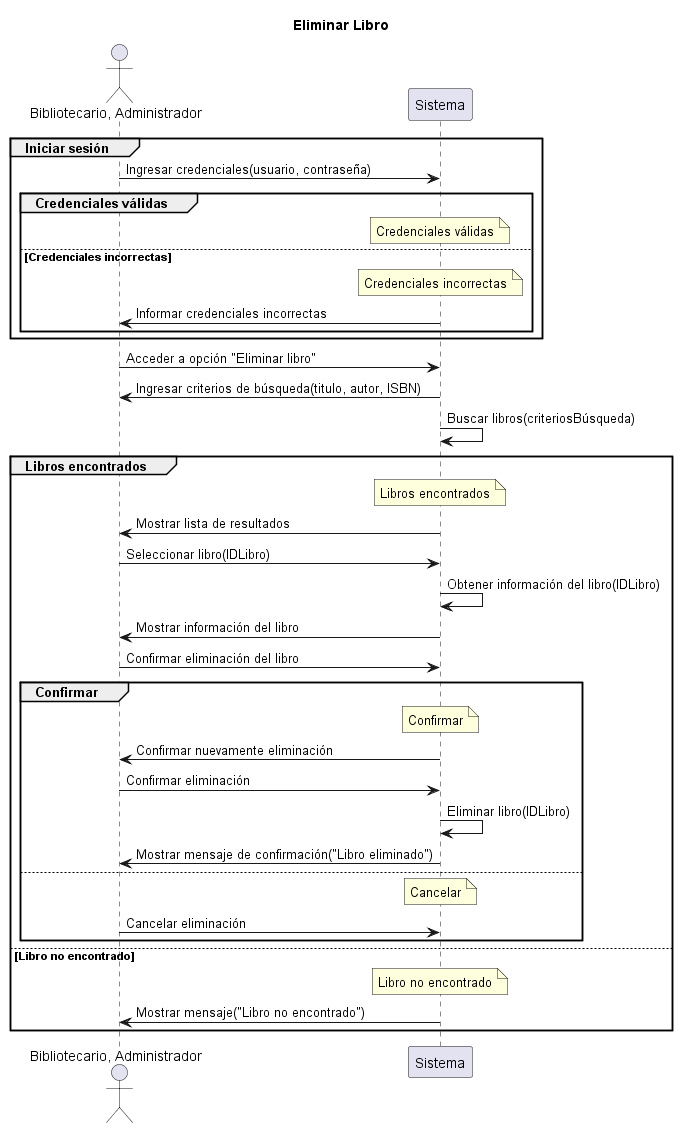 Eliminar Libro
Bibliotecario, Administrador
Sistema
Iniciar sesión
Ingresar credenciales(usuario, contraseña)
Credenciales válidas
Credenciales válidas
[Credenciales incorrectas]
Credenciales incorrectas
Informar credenciales incorrectas
Acceder a opción "Eliminar libro"
Ingresar criterios de búsqueda(titulo, autor, ISBN)
Buscar libros(criteriosBúsqueda)
Libros encontrados
Libros encontrados
Mostrar lista de resultados
Seleccionar libro(IDLibro)
Obtener información del libro(IDLibro)
Mostrar información del libro
Confirmar eliminación del libro
Confirmar
Confirmar
Confirmar nuevamente eliminación
Confirmar eliminación
Eliminar libro(IDLibro)
Mostrar mensaje de confirmación("Libro eliminado")
Cancelar
Cancelar eliminación
[Libro no encontrado]
Libro no encontrado
Mostrar mensaje("Libro no encontrado")
Bibliotecario, Administrador
Sistema